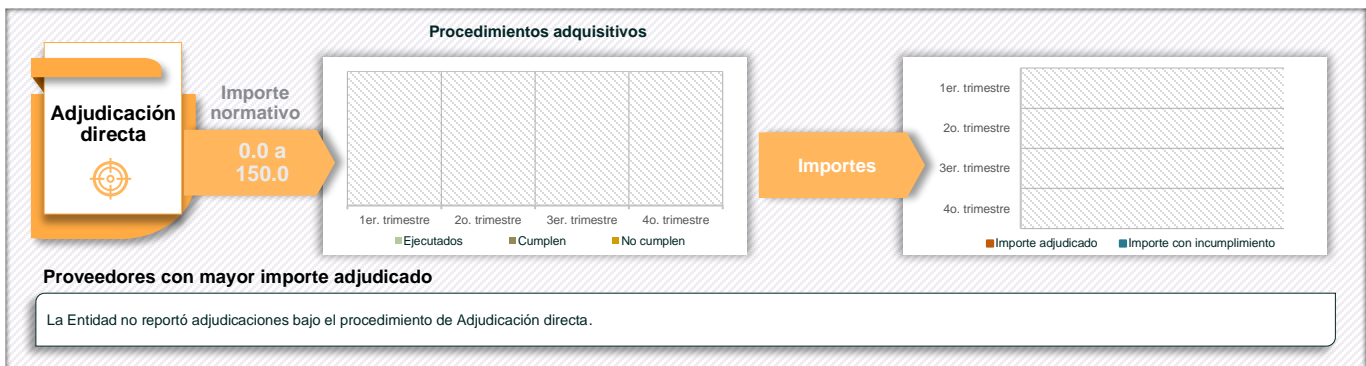 Procedimientos adquisitivos
Adjudicación
directa
Importe
normativo
0.0 a
150.0
1er. trimestre
2o. trimestre
3er. trimestre
4o. trimestre
Ejecutados
Cumplen
No cumplen
Importes
1er. trimestre
2o. trimestre
3er. trimestre
4o. trimestre
Importe adjudicado
Importe con incumplimiento
Proveedores con mayor importe adjudicado
La Entidad no reportó adjudicaciones bajo el procedimiento de Adjudicación directa.